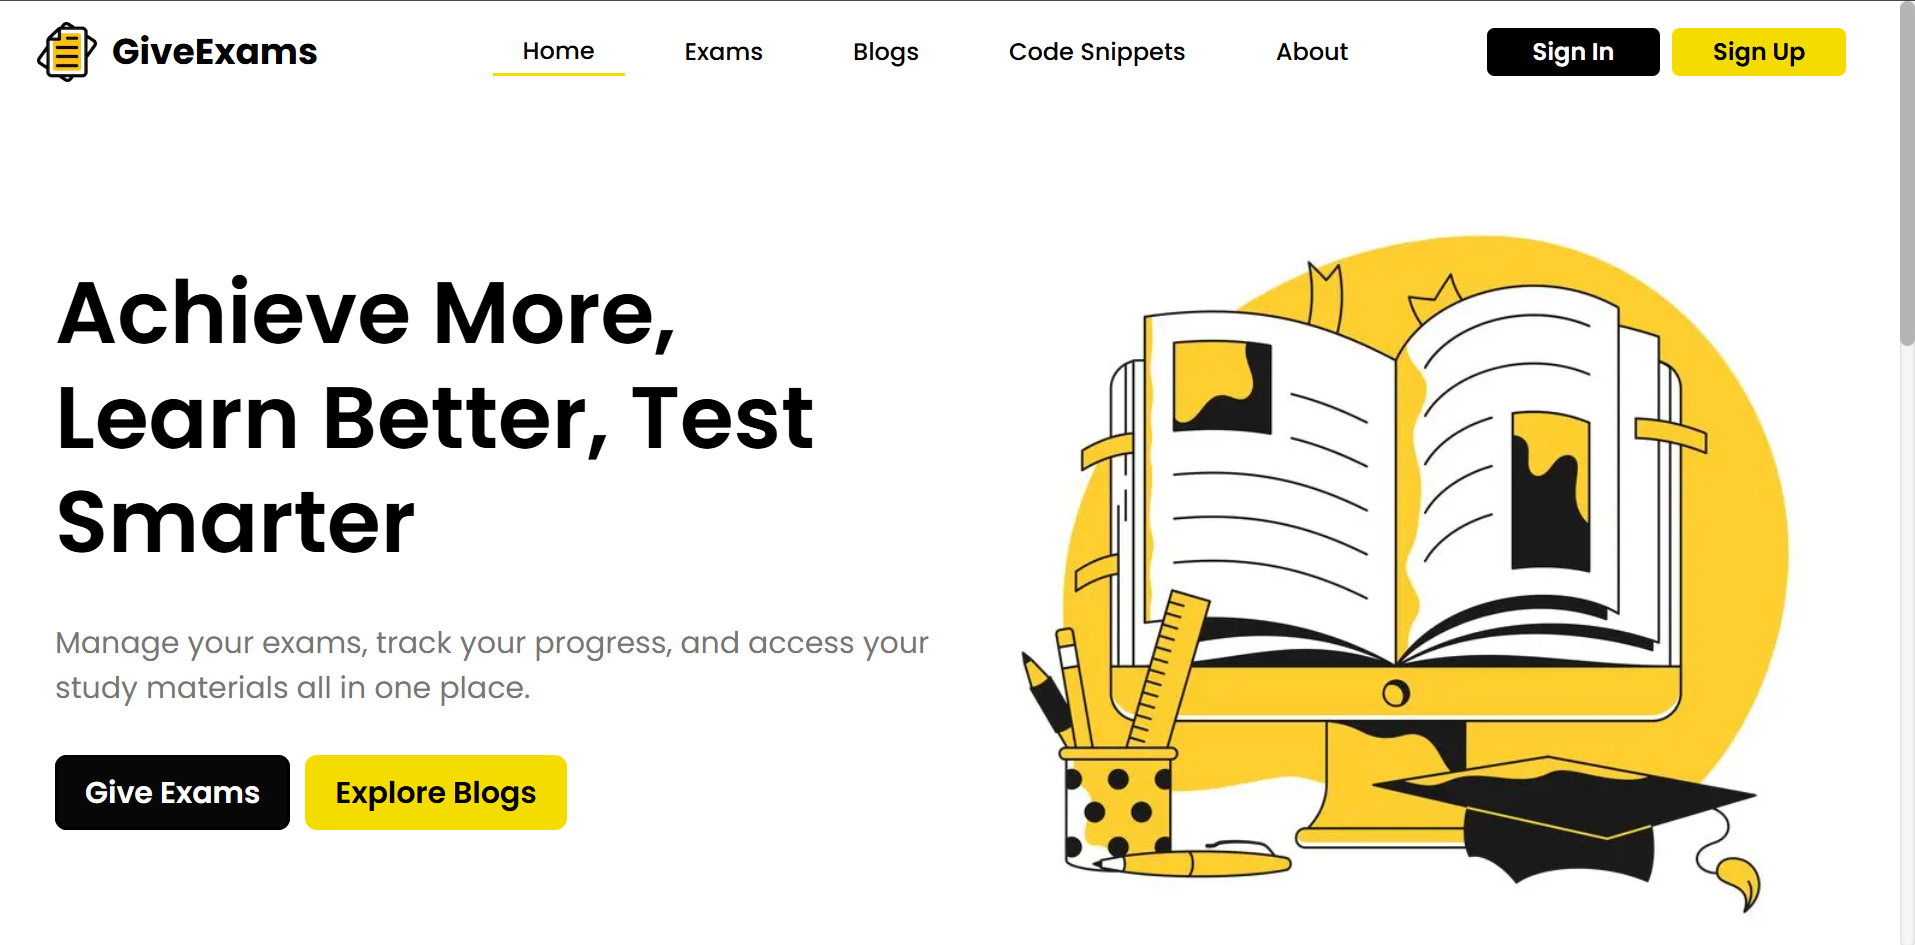 GiveExams
Home
Exams
Blogs
Code Snippets
About
Sign In
Sign Up
Achieve More,
Learn Better, Test
Smarter
Manage your exams, track your progress, and access your
study materials all in one place.
Give Exams
Explore Blogs